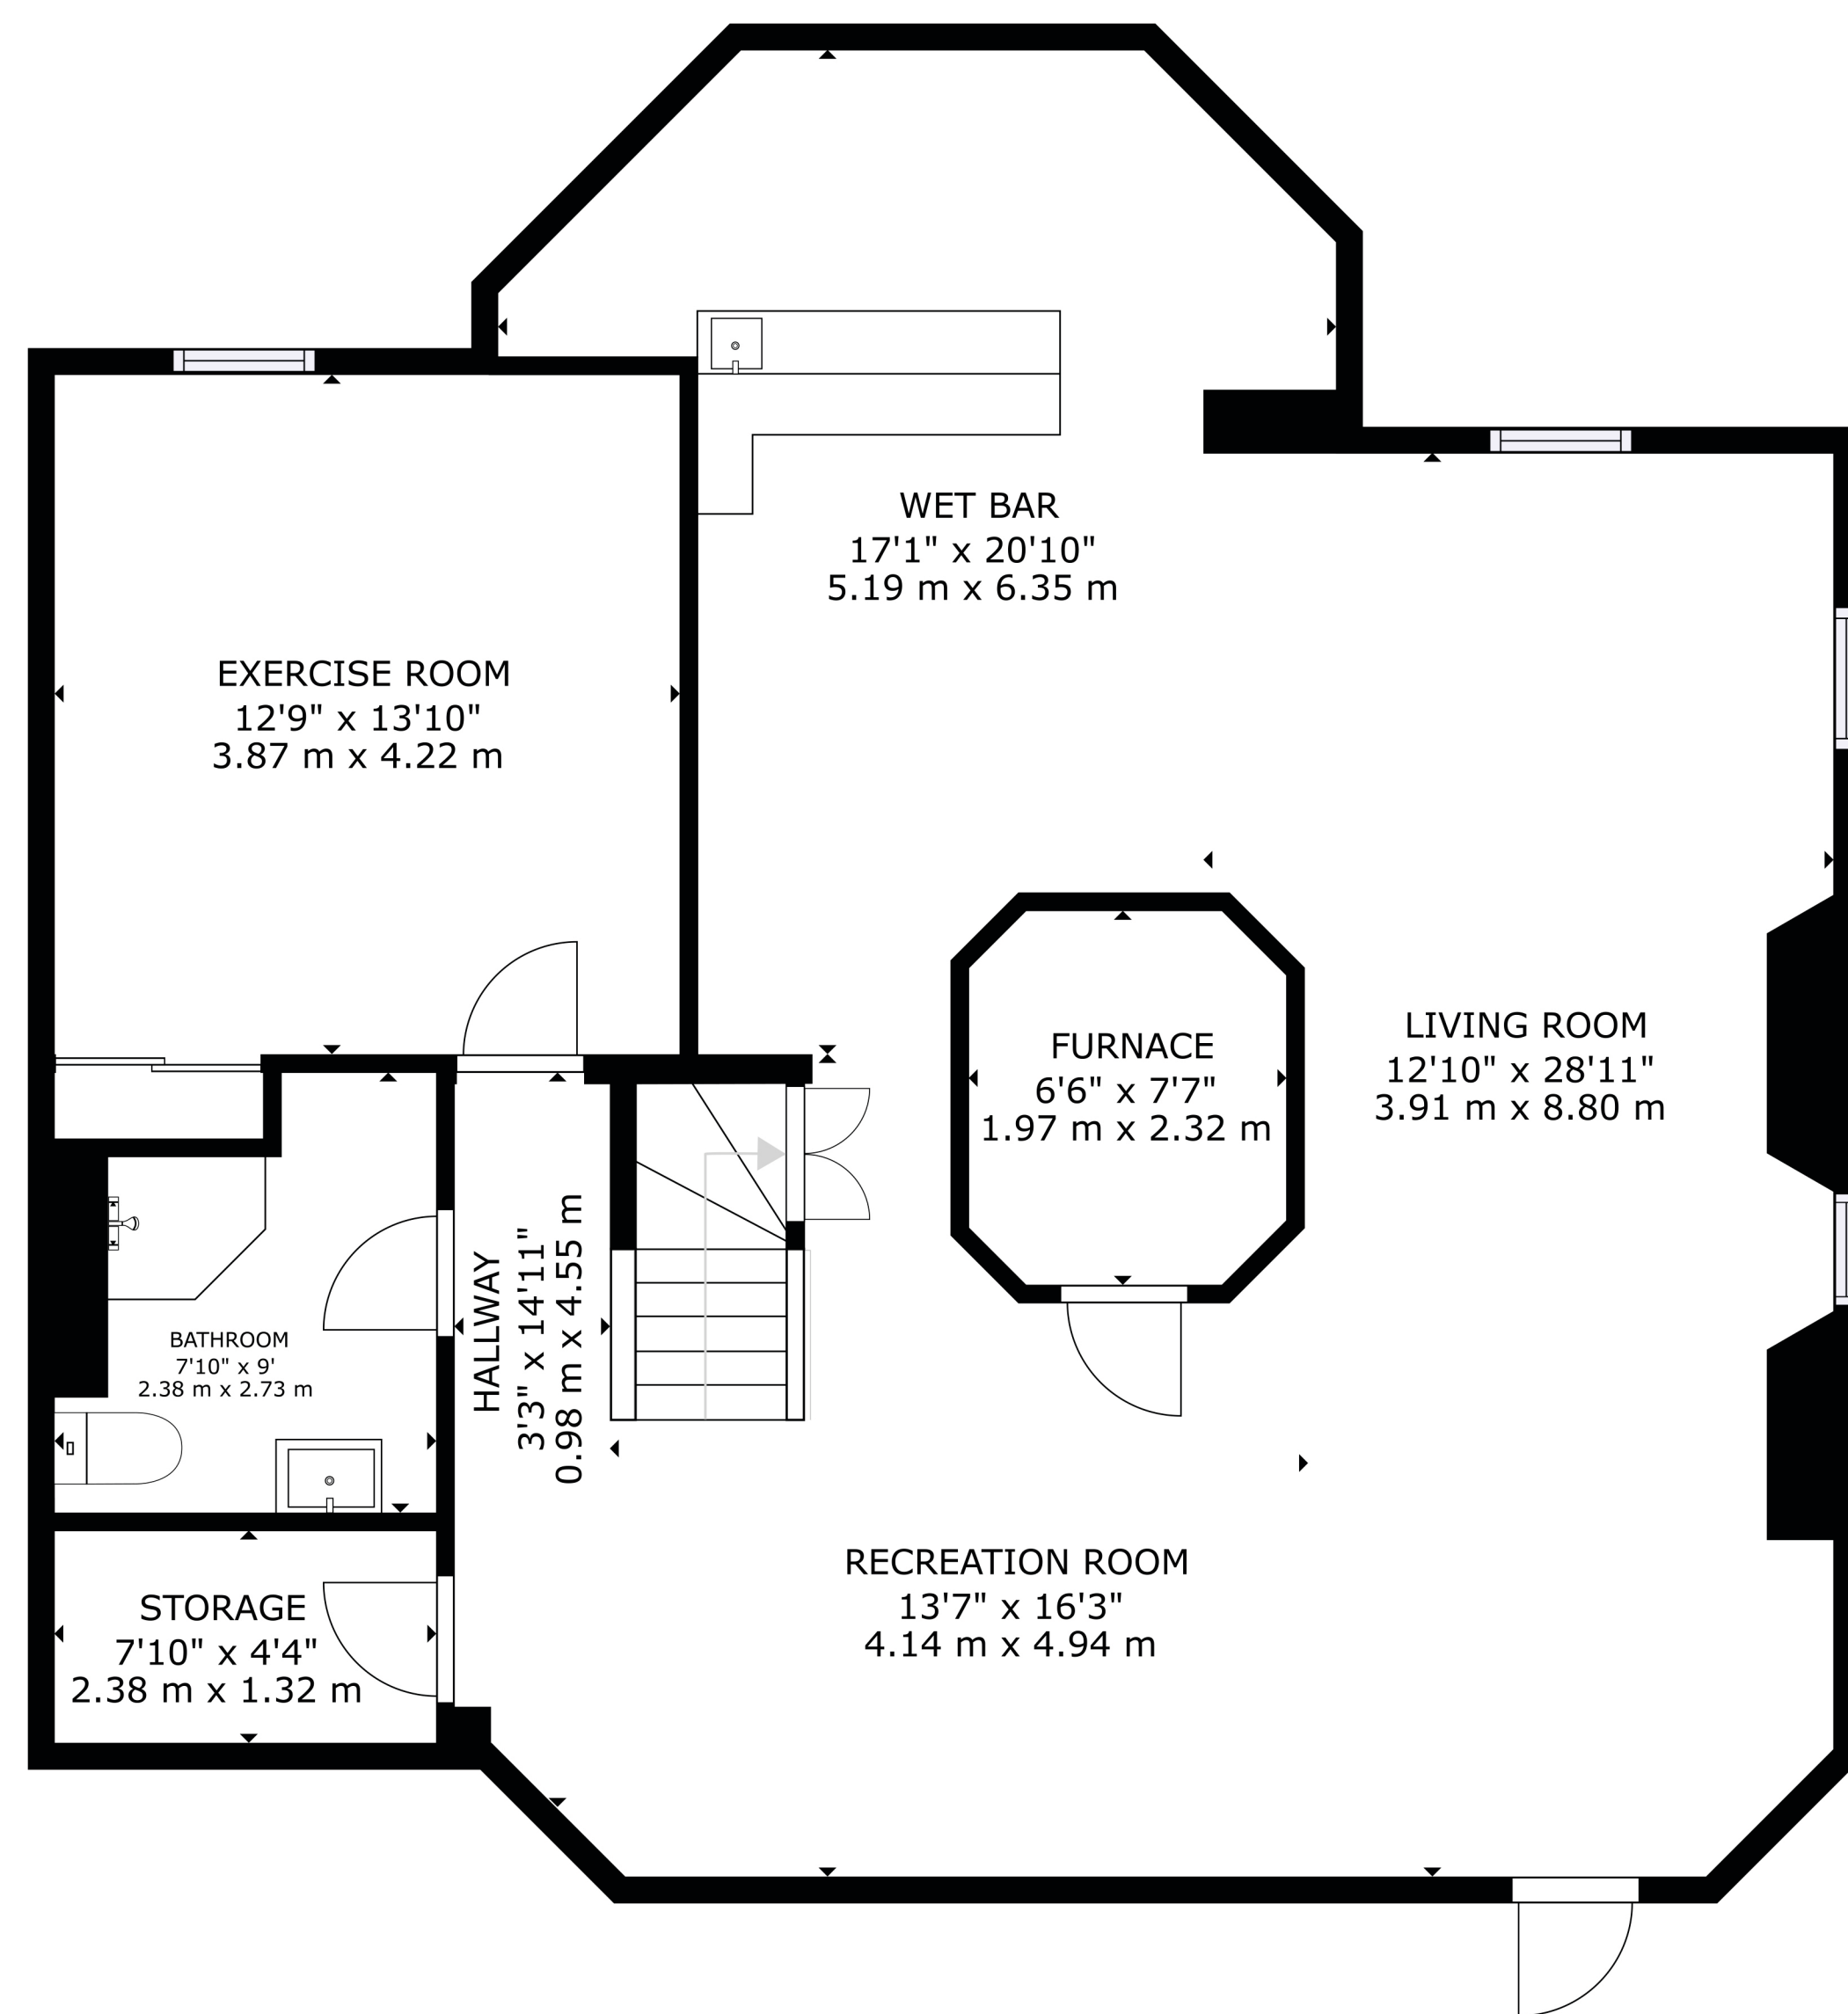 WET BAR
17'1" x 20'10"
5.19 m x 6.35 m
EXERCISE ROOM
12'9" x 13'10"
3.87 m x 4.22 m
FURNACE
6'6" x 7'7"
1.97 m x 2.32 m
LIVING ROOM
12'10" x 28'11"
3.91 m x 8.80 m
BATHROOM
7'10" x 9'
2.38 m x 2.73 m
HALLWAY
3'3" x 14'11"
0.98 m x 4.55 m
RECREATION ROOM
13'7" x 16'3"
4.14 m x 4.94 m
STORAGE
7'10" x 4'4"
2.38 m x 1.32 m